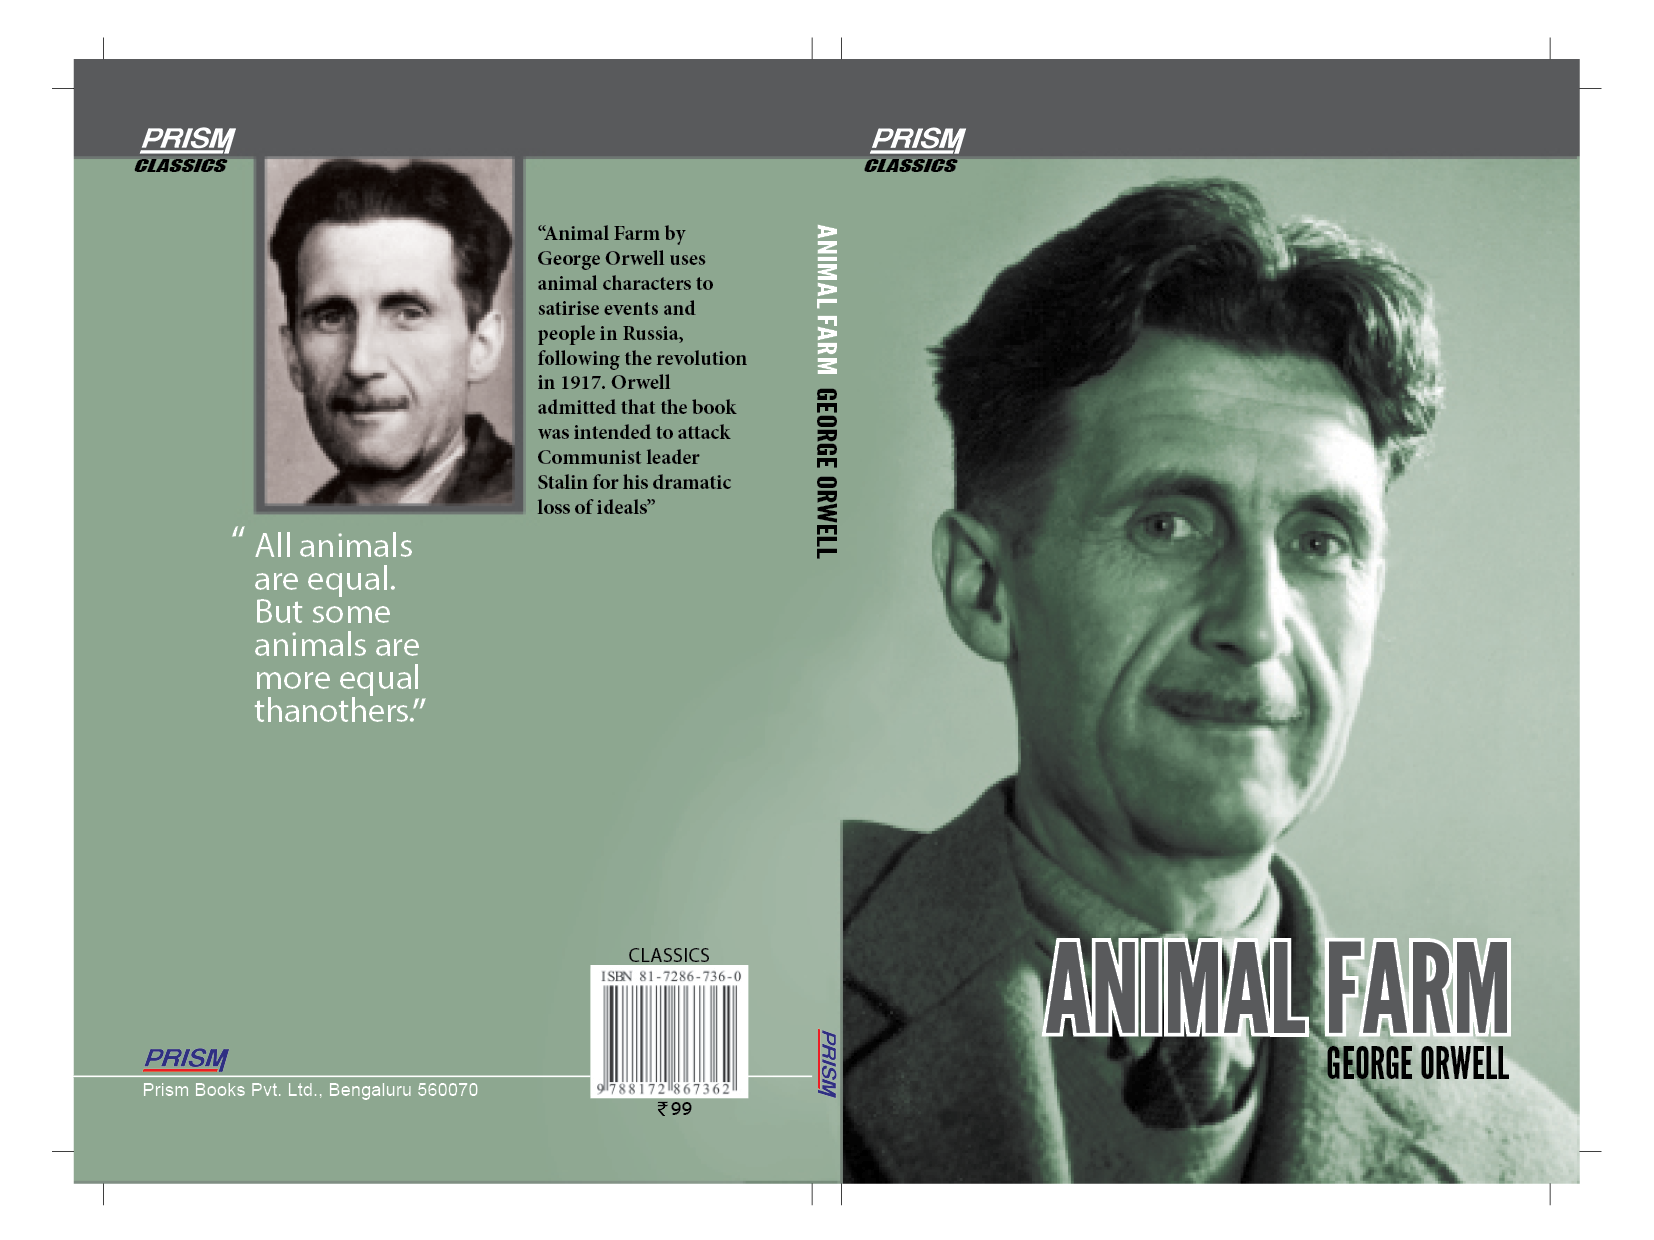 PRISM
CLASSICS
“Animal Farm by
George Orwell uses
animal characters to
satirise events and
people in Russia,
following the revolution
in 1917. Orwell
admitted that the book
was intended to attack
Communist leader
Stalin for his dramatic
loss of ideals”
“ All animals
are equal.
But some
animals are
more equal
thanothers.”
CLASSICS
ISBN 81-7286-736-0
9 788172 867362
₹ 99
PRISM
Prism Books Pvt. Ltd., Bengaluru 560070
ANIMAL FARM GEORGE ORWELL
PRISM
PRISM
CLASSICS
ANIMAL FARM
GEORGE ORWELL